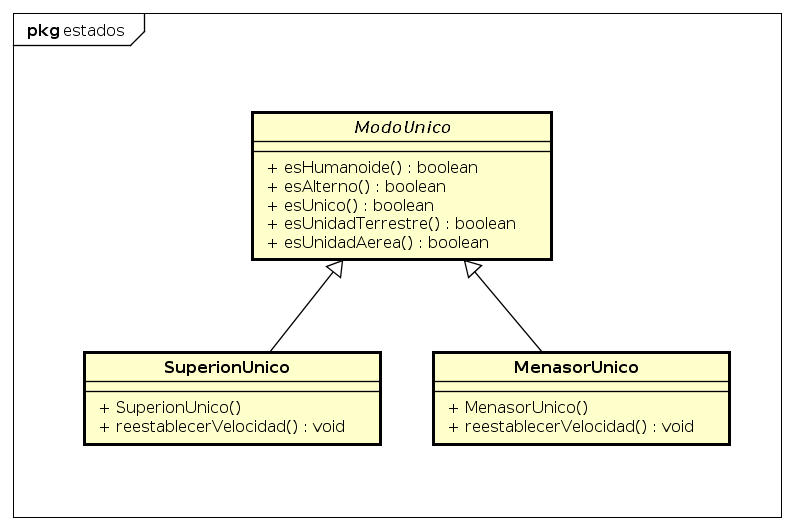 pkg estados
ModoUnico
+ esHumanoide() : boolean
+ esAlterno() : boolean
+ esUnico() : boolean
+ esUnidadTerrestre() : boolean
+ esUnidadAerea() : boolean
SuperionUnico
+ SuperionUnico()
+ reestablecerVelocidad() : void
MenasorUnico
+ MenasorUnico()
+ reestablecerVelocidad() : void